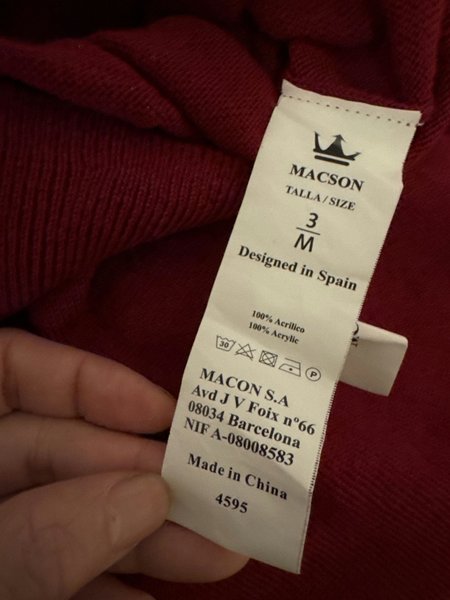 MACSON
TALLA / SIZE
3
M
Designed in Spain
100% Acrilico
100% Acrylic
30
P
MACON S.A
Avd J V Foix nº66
08034 Barcelona
NIF A-08008583
Made in China
4595